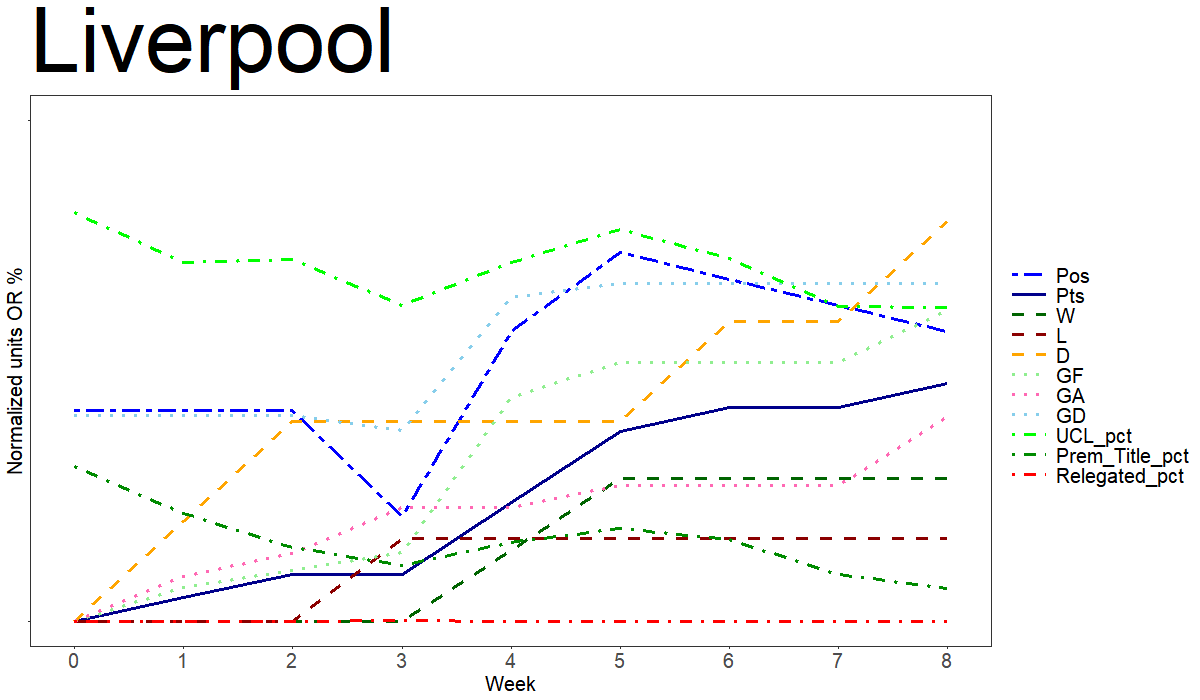 Liverpool
Normalized units OR %
Pos
Pts
W
L
D
GF
GA
GD
UCL_pct
Prem_Title_pct
Relegated_pct
0 1 2 3 4 5 6 7 8
Week